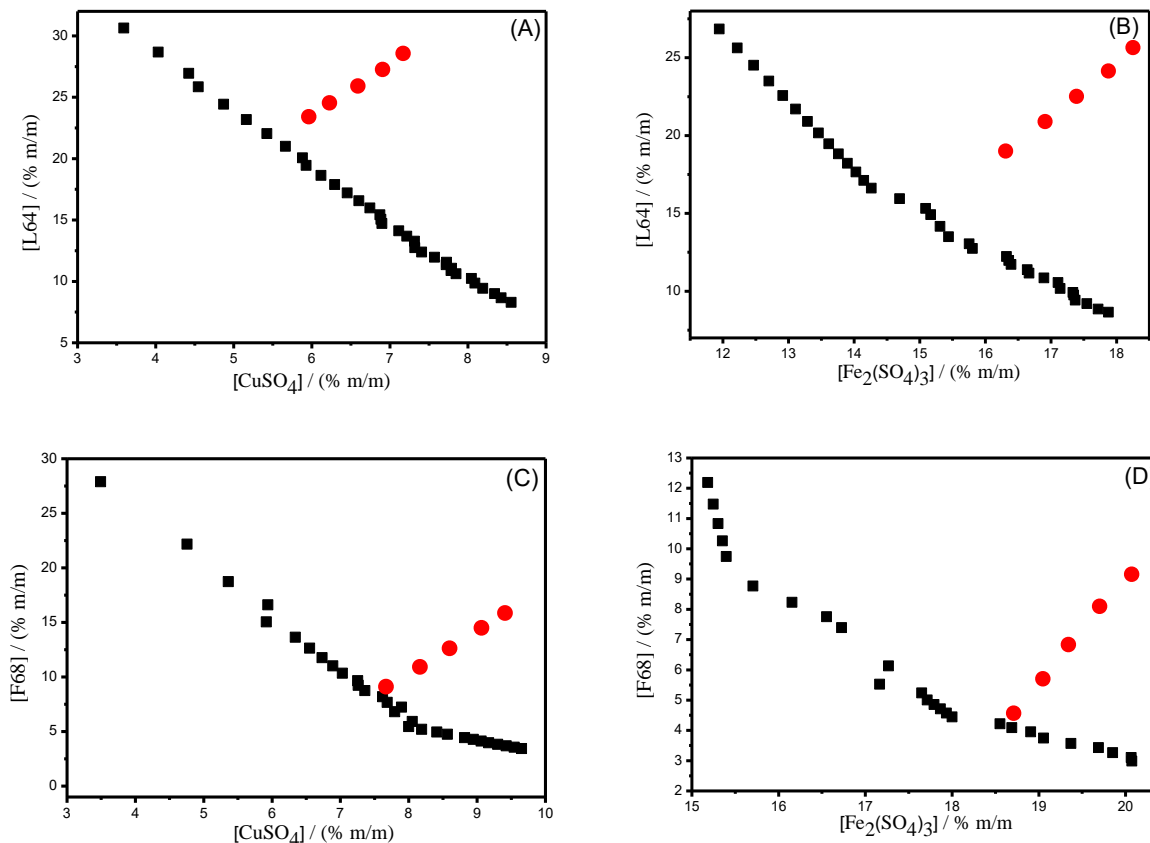 (A)
[L64] / (% m/m)
30
25
20
15
10
5
3 4 5 6 7 8 9
[CuSO4] / (% m/m)
(B)
[L64] / (% m/m)
25
20
15
10
12 13 14 15 16 17 18
[Fe2(SO4)3] / (% m/m)
(C)
[F68] / (% m/m)
30
25
20
15
10
5
0
3 4 5 6 7 8 9 10
[CuSO4] / (% m/m)
(D
[F68] / (% m/m)
13
12
11
10
9
8
7
6
5
4
3
2
15 16 17 18 19 20
[Fe2(SO4)3] / % m/m